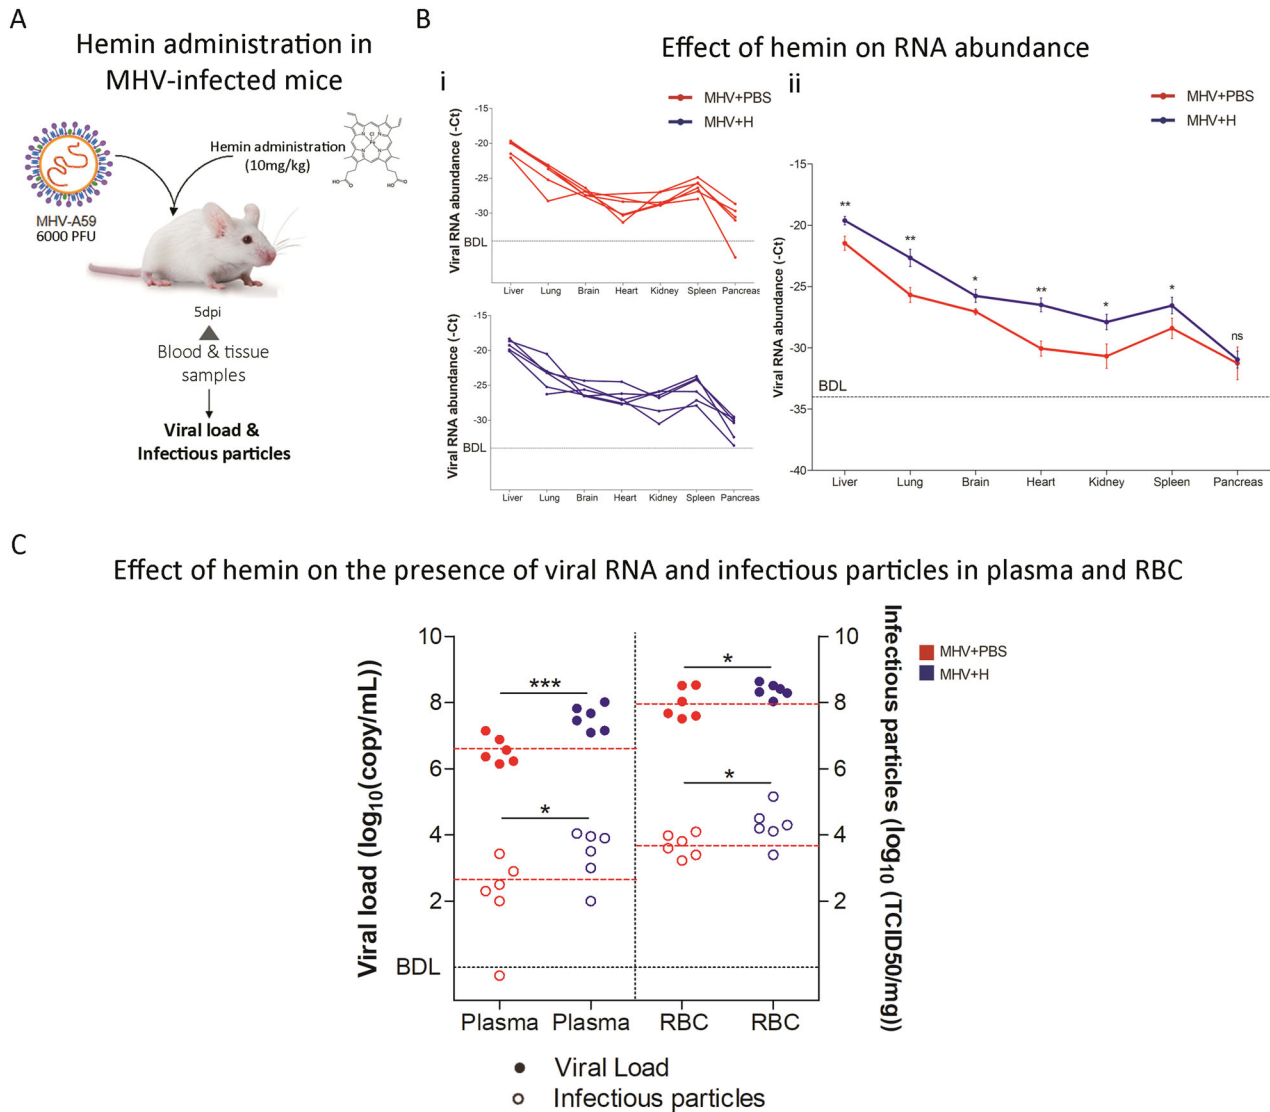 A
Hemin administration in
MHV-infected mice
Hemin administration
(10mg/kg)
Cl
Fe
HO
O
O
OH
MHV-A59
6000 PFU
5dpi
Blood & tissue
samples
Viral load &
Infectious particles
B
Effect of hemin on RNA abundance
i
MHV+PBS
MHV+H
Viral RNA abundance (-Ct)
-15
-20
-25
-30
BDL
Liver Lung Brain Heart Kidney Spleen Pancreas
Viral RNA abundance (-Ct)
-15
-20
-25
-30
BDL
Liver Lung Brain Heart Kidney Spleen Pancreas
ii
MHV+PBS
MHV+H
Viral RNA abundance (-Ct)
-15
-20
-25
-30
-35
-40
BDL
** ** * ** * * ns
Liver Lung Brain Heart Kidney Spleen Pancreas
C
Effect of hemin on the presence of viral RNA and infectious particles in plasma and RBC
Viral load (log10(copy/mL))
10
8
6
4
2
BDL
***
*
*
*
10
8
6
4
2
Infectious particles (log10 (TCID50/mg))
MHV+PBS
MHV+H
Plasma Plasma RBC RBC
Viral Load
Infectious particles